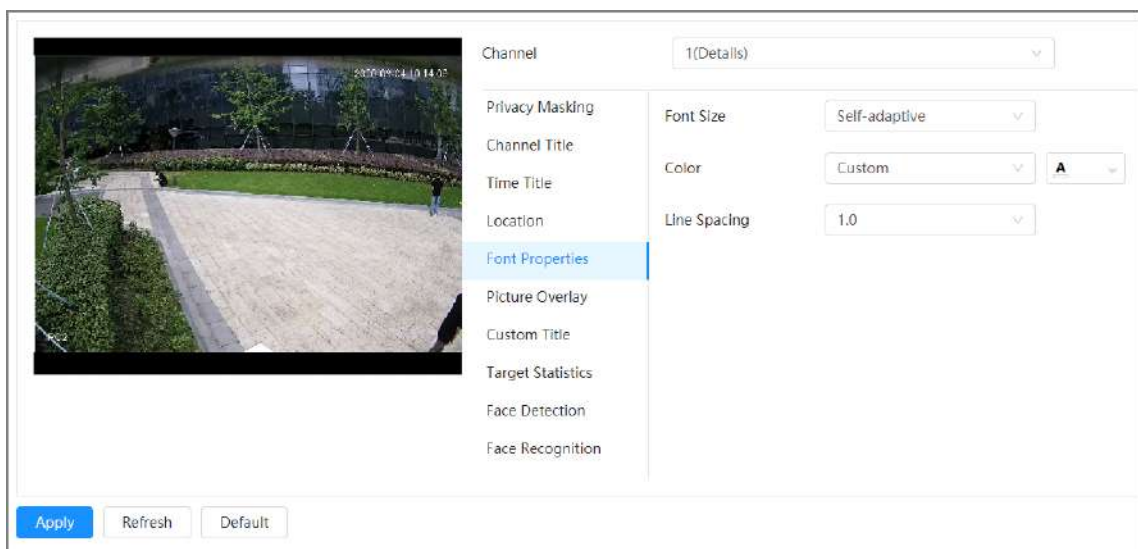 Channel
1(Details)
Privacy Masking
Channel Title
Time Title
Location
Font Properties
Picture Overlay
Custom Title
Target Statistics
Face Detection
Face Recognition
Font Size
Self-adaptive
Color
Custom
A
Line Spacing
1.0
Apply
Refresh
Default